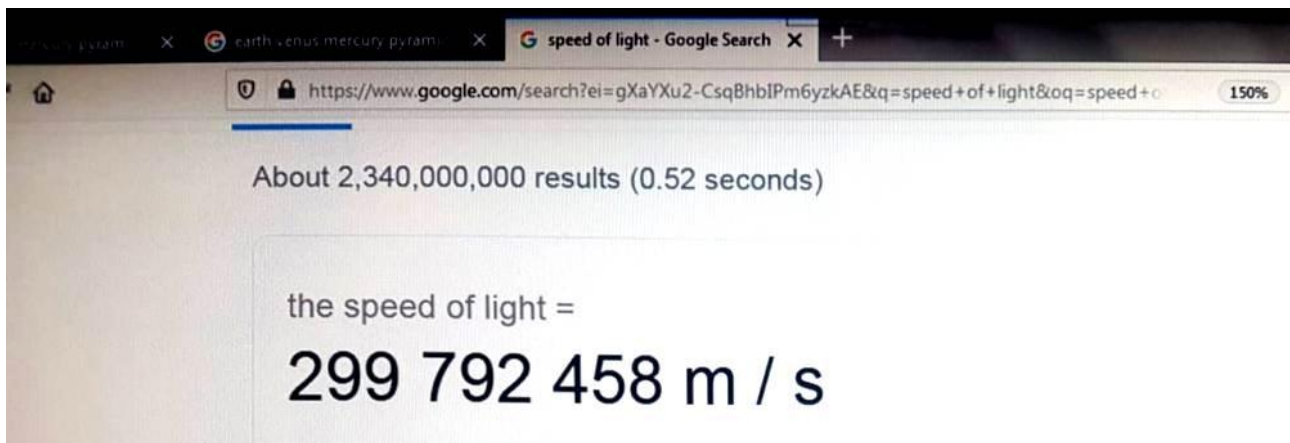 earth venus mercury pyrami
speed of light - Google Search
https://www.google.com/search?ei=gXaYXu2-CsqBhbIPm6yzkAE&q=speed+of+light&oq=speed+o
150%
About 2,340,000,000 results (0.52 seconds)
the speed of light =
299 792 458 m / s